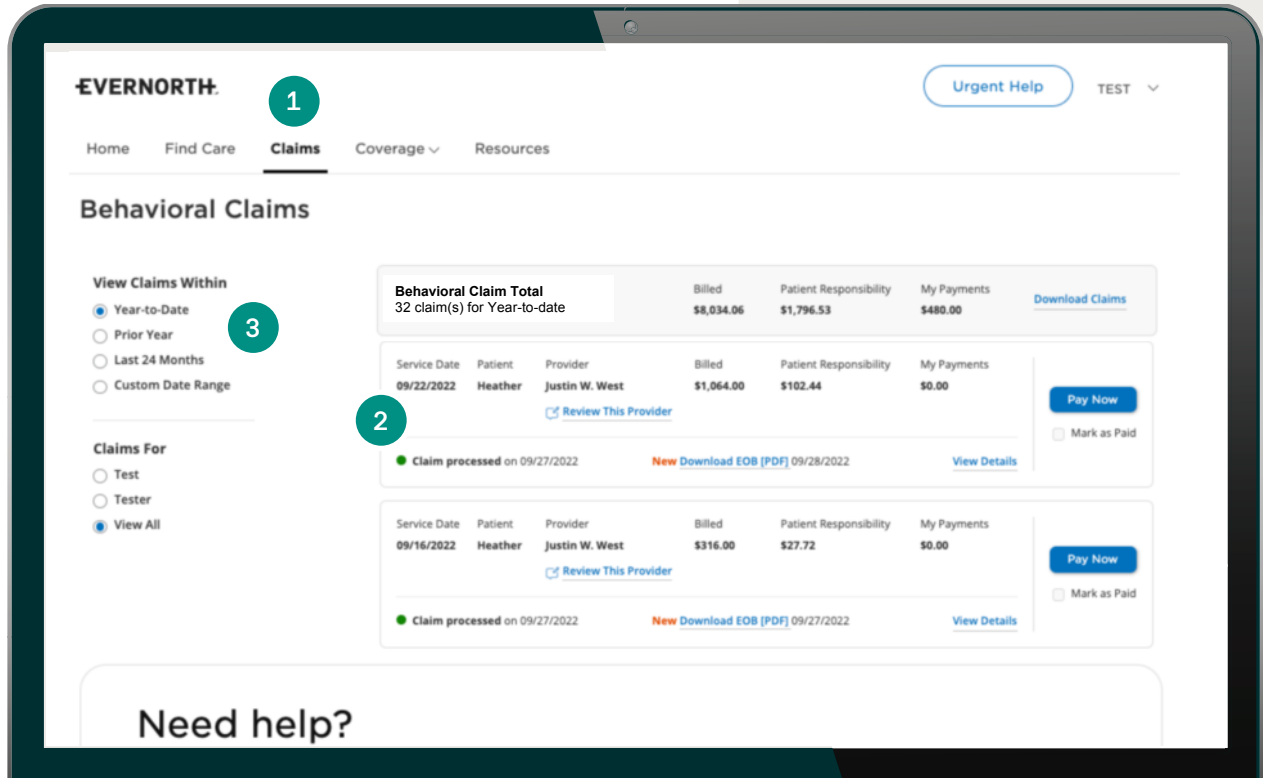 EVERNORTH.
1
Urgent Help
TEST
Home Find Care Claims Coverage Resources
Behavioral Claims
View Claims Within
Year-to-Date
Prior Year
Last 24 Months
Custom Date Range
3
Claims For
Test
Tester
View All
Behavioral Claim Total
32 claim(s) for Year-to-date
Billed Patient Responsibility My Payments
$8,034.06 $1,796.53 $480.00
Download Claims
2
Service Date Patient Provider Billed Patient Responsibility My Payments
09/22/2022 Heather Justin W. West $1,064.00 $102.44 $0.00
Review This Provider
Pay Now
Mark as Paid
Claim processed on 09/27/2022 New Download EOB [PDF] 09/28/2022 View Details
Service Date Patient Provider Billed Patient Responsibility My Payments
09/16/2022 Heather Justin W. West $316.00 $27.72 $0.00
Review This Provider
Pay Now
Mark as Paid
Claim processed on 09/27/2022 New Download EOB [PDF] 09/27/2022 View Details
Need help?